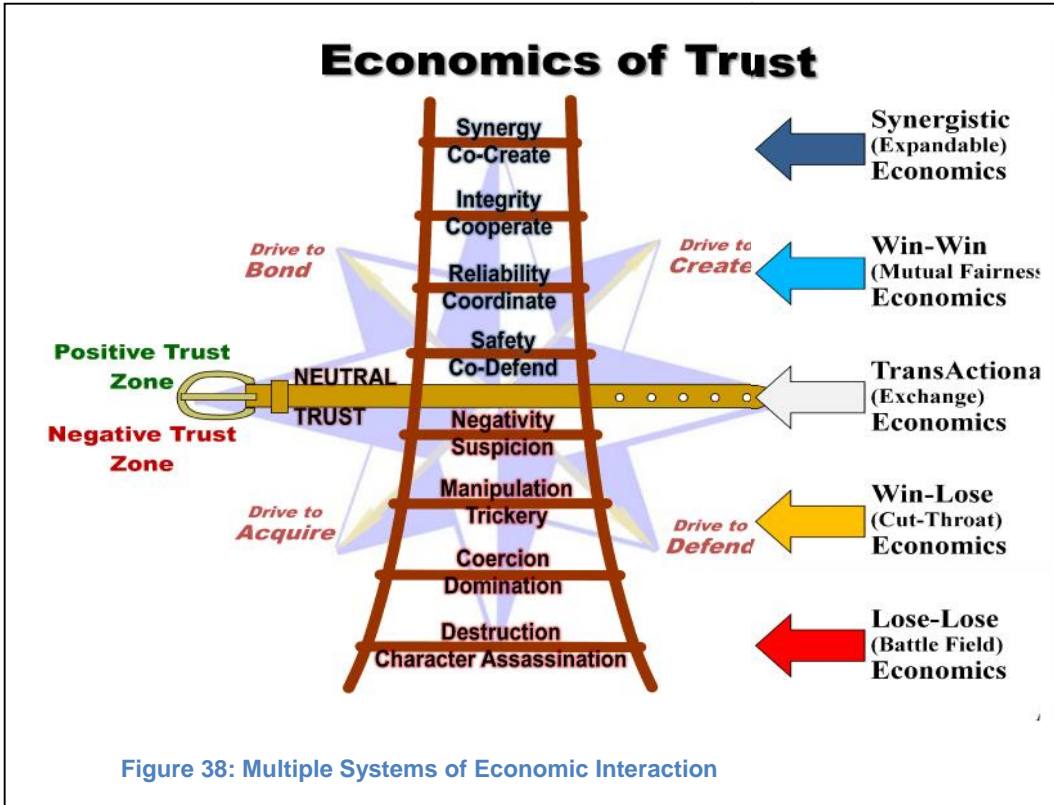 Economics of Trust
Synergy
Co-Create
Integrity
Cooperate
Reliability
Coordinate
Safety
Co-Defend
Drive to
Bond
Drive to
Create
Positive Trust
Zone
NEUTRAL
TRUST
Negative Trust
Zone
Negativity
Suspicion
Manipulation
Trickery
Coercion
Domination
Destruction
Character Assassination
Drive to
Acquire
Drive to
Defend
Synergistic
(Expandable)
Economics
Win-Win
(Mutual Fairness
Economics
TransActiona
(Exchange)
Economics
Win-Lose
(Cut-Throat)
Economics
Lose-Lose
(Battle Field)
Economics
Figure 38: Multiple Systems of Economic Interaction